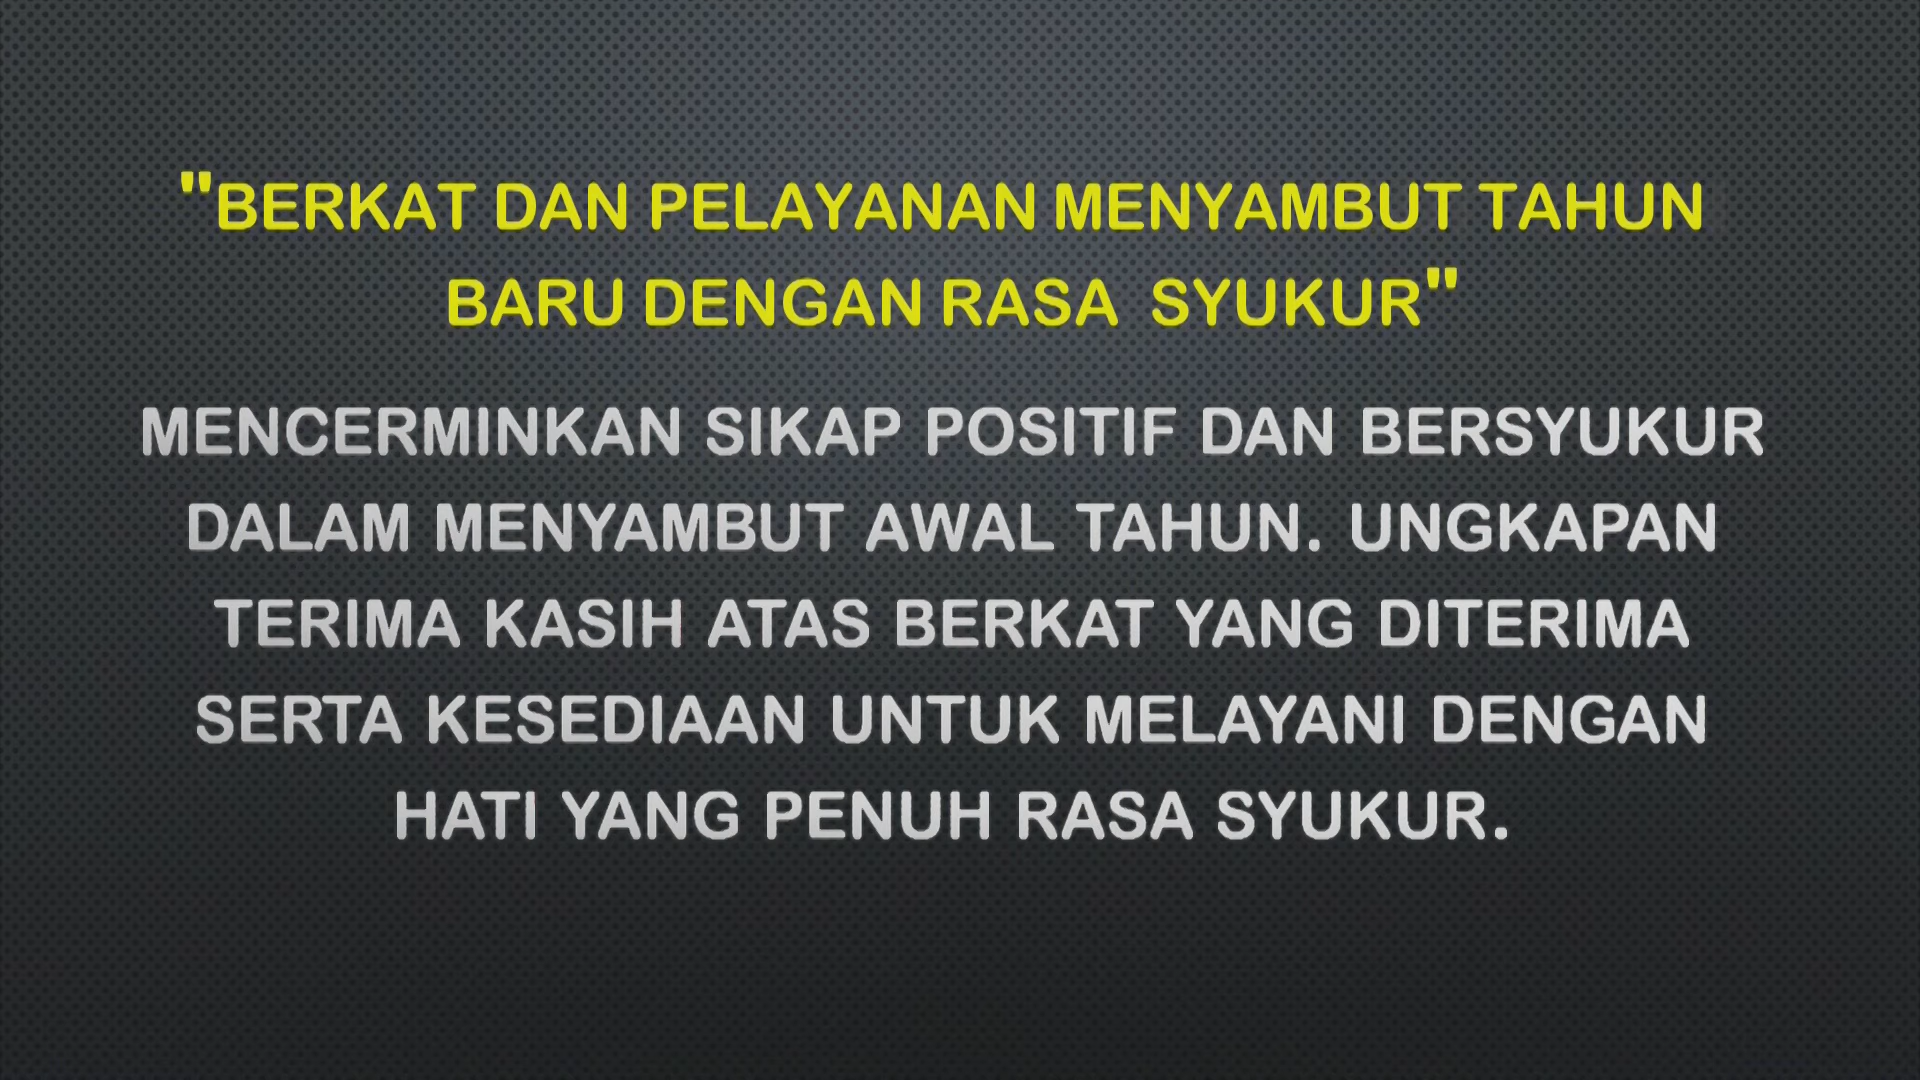 "BERKAT DAN PELAYANAN MENYAMBUT TAHUN
BARU DENGAN RASA SYUKUR"
MENCERMINKAN SIKAP POSITIF DAN BERSYUKUR
DALAM MENYAMBUT AWAL TAHUN. UNGKAPAN
TERIMA KASIH ATAS BERKAT YANG DITERIMA
SERTA KESEDIAAN UNTUK MELAYANI DENGAN
HATI YANG PENUH RASA SYUKUR.